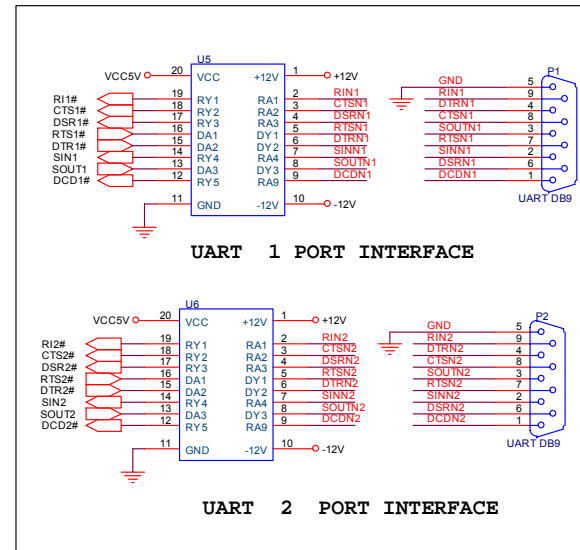 U5
VCC5V 20 VCC +12V 1 +12V
RI1# 19 RY1 RA1 2 RIN1
CTS1# 18 RY2 RA2 3 CTSN1
DSR1# 17 RY3 RA3 4 DSRN1
RTS1# 16 DA1 DY1 5 RTSN1
DTR1# 15 DA2 DY2 6 DTRN1
SIN1 14 RY4 RA4 7 SINN1
SOUT1 13 DA3 DY3 8 SOUTN1
DCD1# 12 RY5 RA9 9 DCDN1
11 GND -12V 10 -12V
P1
GND 5
RIN1 9
DTRN1 4
CTSN1 8
SOUTN1 3
RTSN1 7
SINN1 2
DSRN1 6
DCDN1 1
UART DB9
UART 1 PORT INTERFACE
U6
VCC5V 20 VCC +12V 1 +12V
RI2# 19 RY1 RA1 2 RIN2
CTS2# 18 RY2 RA2 3 CTSN2
DSR2# 17 RY3 RA3 4 DSRN2
RTS2# 16 DA1 DY1 5 RTSN2
DTR2# 15 DA2 DY2 6 DTRN2
SIN2 14 RY4 RA4 7 SINN2
SOUT2 13 DA3 DY3 8 SOUTN2
DCD2# 12 RY5 RA9 9 DCDN2
11 GND -12V 10 -12V
P2
GND 5
RIN2 9
DTRN2 4
CTSN2 8
SOUTN2 3
RTSN2 7
SINN2 2
DSRN2 6
DCDN2 1
UART DB9
UART 2 PORT INTERFACE